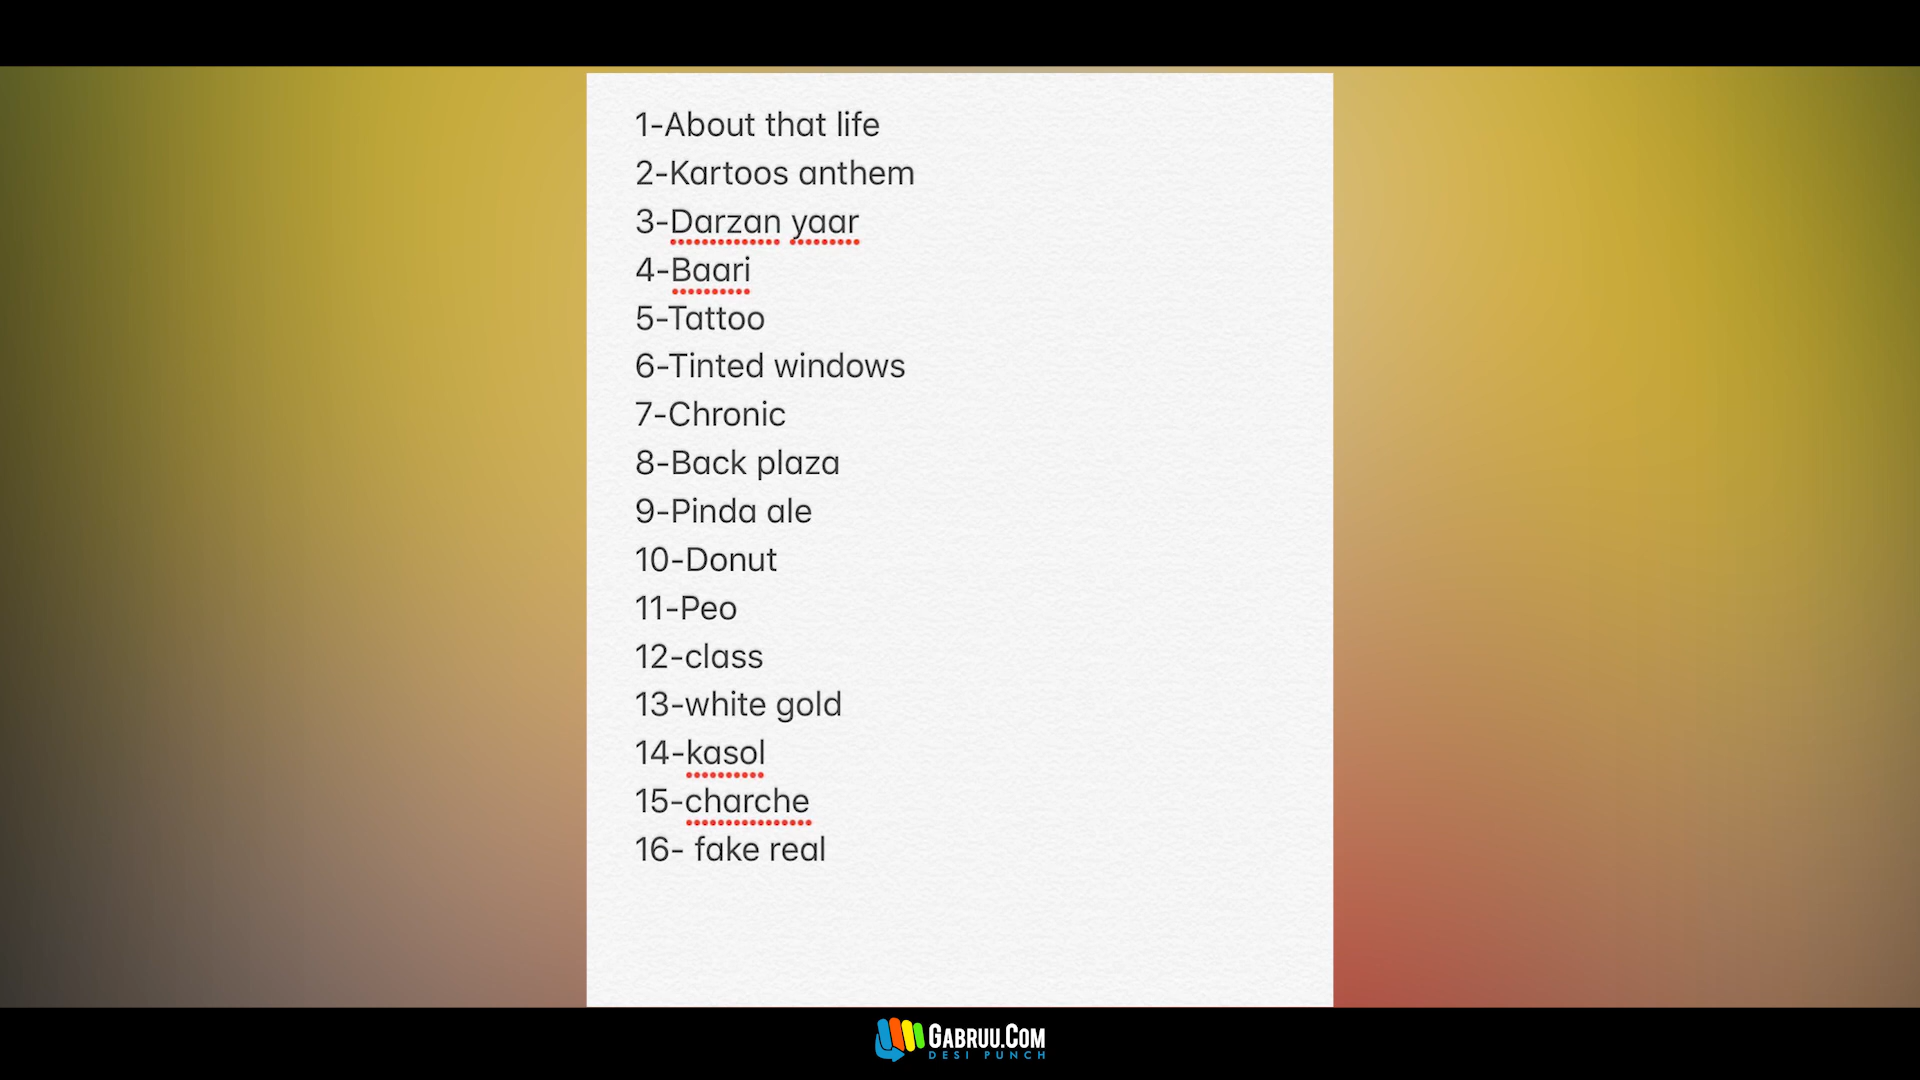 1-About that life
2-Kartoos anthem
3-Darzan yaar
4-Baari
5-Tattoo
6-Tinted windows
7-Chronic
8-Back plaza
9-Pinda ale
10-Donut
11-Peo
12-class
13-white gold
14-kasol
15-charche
16- fake real
GABRUU.COM
DESI PUNCH